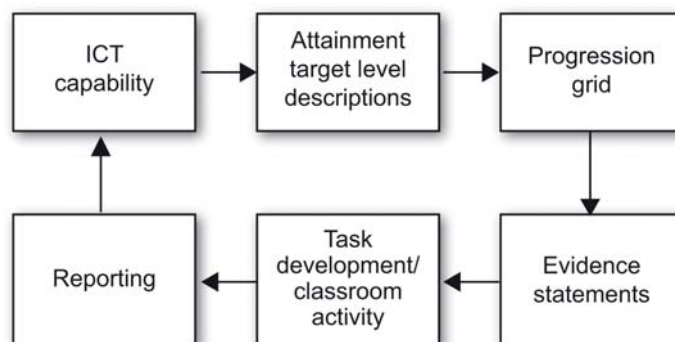 ICT
capability
Attainment
target level
descriptions
Progression
grid
Reporting
Task
development/
classroom
activity
Evidence
statements